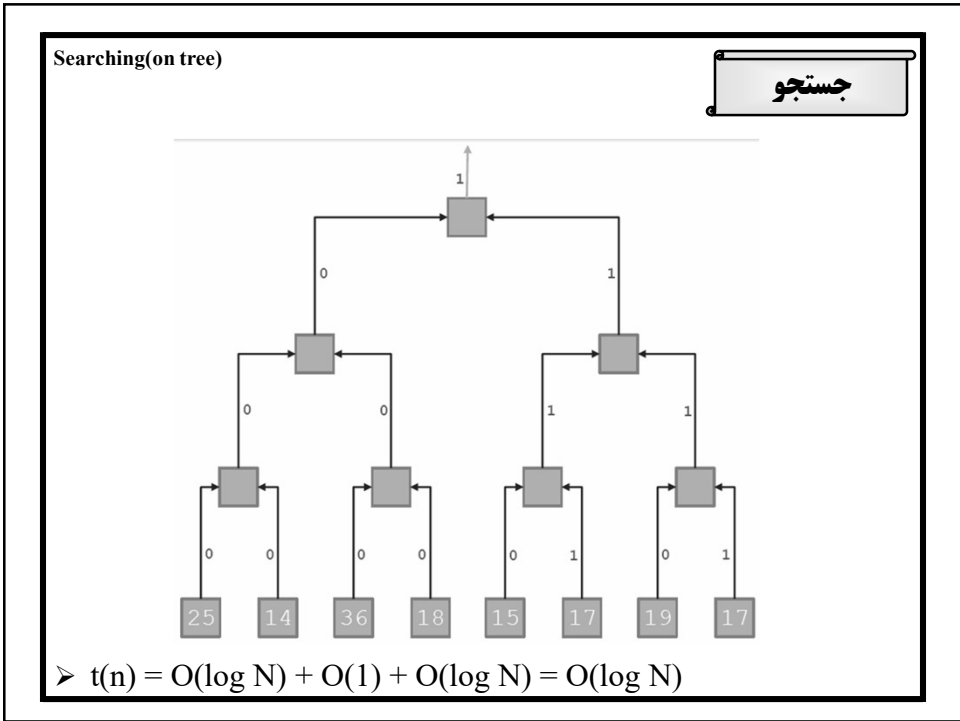 Searching(on tree)
جستجو
1
0 1
0 0 1 1
0 0 0 0 0 1 0 1
25 14 36 18 15 17 19 17
➢ t(n) = O(log N) + O(1) + O(log N) = O(log N)